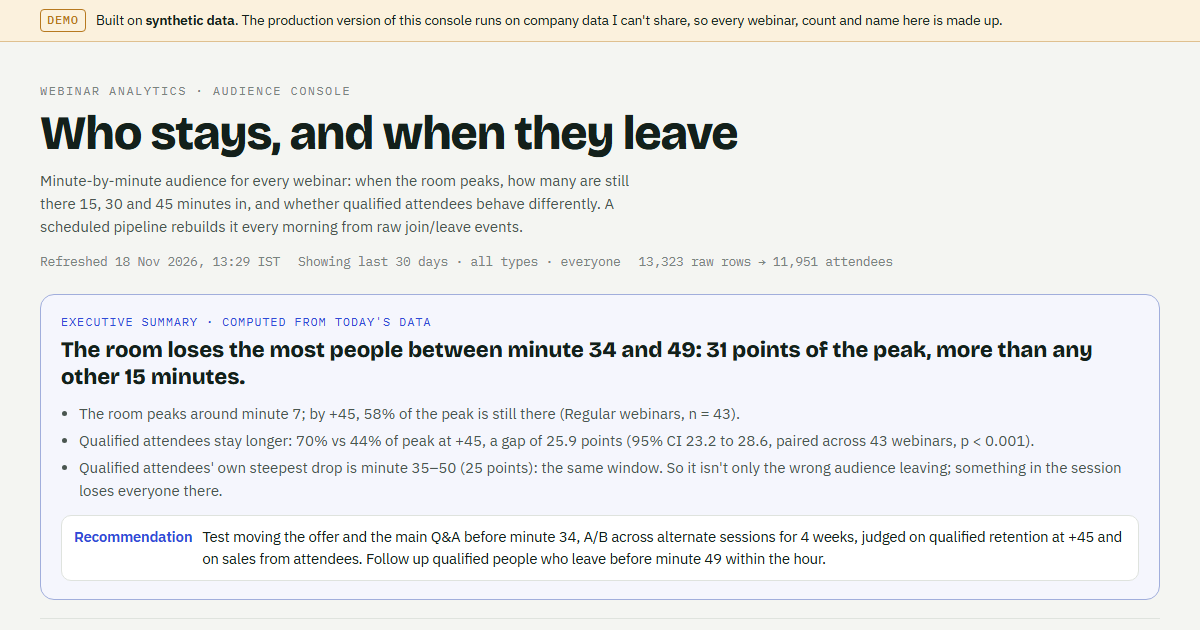 DEMO Built on synthetic data. The production version of this console runs on company data I can't share, so every webinar, count and name here is made up.
WEBINAR ANALYTICS · AUDIENCE CONSOLE
Who stays, and when they leave
Minute-by-minute audience for every webinar: when the room peaks, how many are still
there 15, 30 and 45 minutes in, and whether qualified attendees behave differently. A
scheduled pipeline rebuilds it every morning from raw join/leave events.
Refreshed 18 Nov 2026, 13:29 IST Showing last 30 days · all types · everyone 13,323 raw rows → 11,951 attendees
EXECUTIVE SUMMARY · COMPUTED FROM TODAY'S DATA
The room loses the most people between minute 34 and 49: 31 points of the peak, more than any
other 15 minutes.
• The room peaks around minute 7; by +45, 58% of the peak is still there (Regular webinars, n = 43).
• Qualified attendees stay longer: 70% vs 44% of peak at +45, a gap of 25.9 points (95% CI 23.2 to 28.6, paired across 43 webinars, p < 0.001).
• Qualified attendees' own steepest drop is minute 35–50 (25 points): the same window. So it isn't only the wrong audience leaving; something in the session
loses everyone there.
Recommendation Test moving the offer and the main Q&A before minute 34, A/B across alternate sessions for 4 weeks, judged on qualified retention at +45 and
on sales from attendees. Follow up qualified people who leave before minute 49 within the hour.